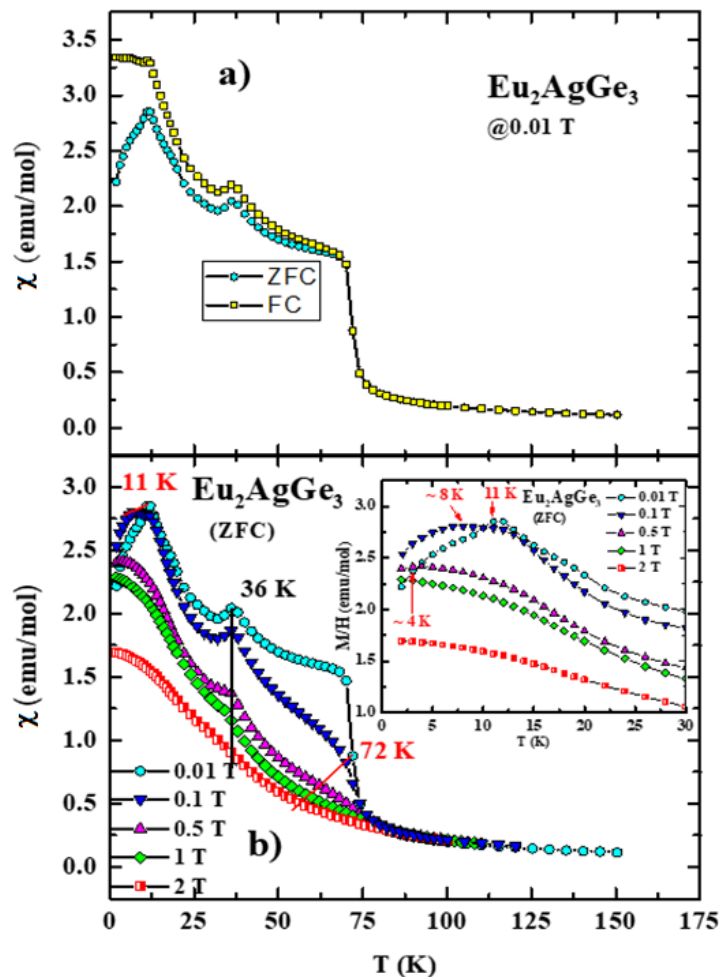 3.5
3.0
2.5
2.0
1.5
1.0
0.5
0.0
χ (emu/mol)
a)
Eu₂AgGe₃
@0.01 T
ZFC
FC
3.0
2.5
2.0
1.5
1.0
0.5
0.0
χ (emu/mol)
11 K
Eu₂AgGe₃
(ZFC)
36 K
72 K
0.01 T
0.1 T
0.5 T
1 T
2 T
b)
3.0
2.5
2.0
1.5
1.0
M/H (emu/mol)
~ 8 K
11 K
Eu₂AgGe₃
(ZFC)
~ 4K
0.01 T
0.1 T
0.5 T
1 T
2 T
0 5 10 15 20 25 30
T (K)
0 25 50 75 100 125 150 175
T (K)